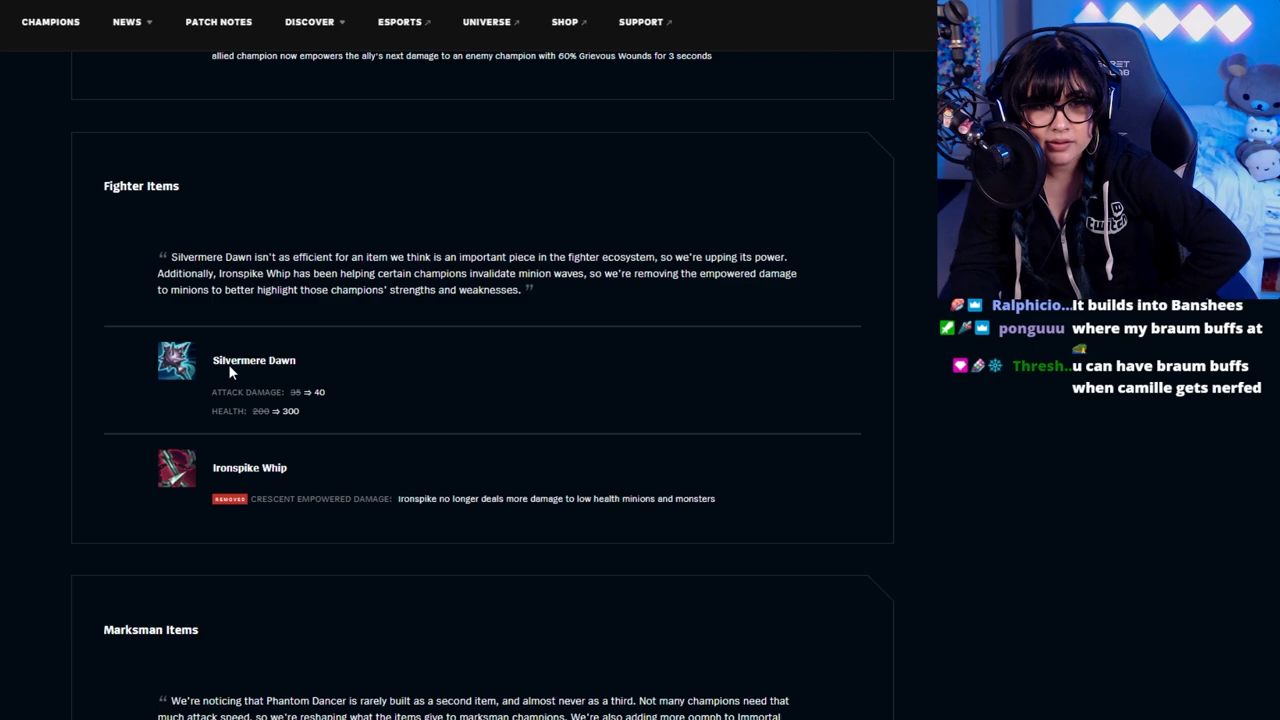 CHAMPIONS NEWS PATCH NOTES DISCOVER ESPORTS UNIVERSE SHOP SUPPORT
allied champion now empowers the ally's next damage to an enemy champion with 60% Grievous Wounds for 3 seconds
Fighter Items
“ Silvermere Dawn isn't as efficient for an item we think is an important piece in the fighter ecosystem, so we're upping its power.
Additionally, Ironspike Whip has been helping certain champions invalidate minion waves, so we're removing the empowered damage
to minions to better highlight those champions' strengths and weaknesses. ”
Silvermere Dawn
ATTACK DAMAGE: 35 ⇒ 40
HEALTH: 200 ⇒ 300
Ironspike Whip
REMOVED CRESCENT EMPOWERED DAMAGE: Ironspike no longer deals more damage to low health minions and monsters
Marksman Items
“ We're noticing that Phantom Dancer is rarely built as a second item, and almost never as a third. Not many champions need that
much attack speed, so we're reshaping what the items give to marksman champions. We're also adding more oomph to Immortal
SECRET
LAB
twitch
Ralphicio... It builds into Banshees
ponguuu where my braum buffs at
Thresh... u can have braum buffs
when camille gets nerfed